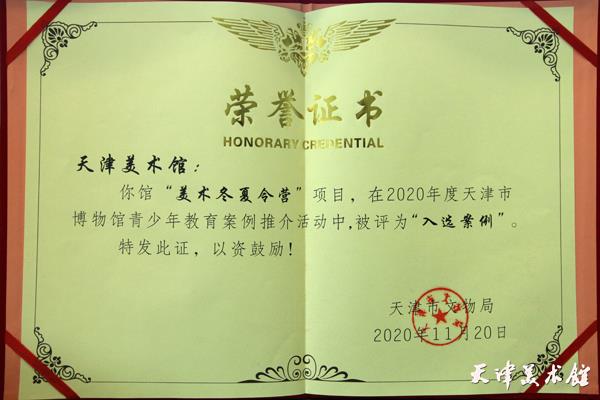 荣誉证书
HONORARY CREDENTIAL
天津美术馆：
你馆“美术冬夏令营”项目，在2020年度天津市
博物馆青少年教育案例推介活动中，被评为“入选案例”。
特发此证，以资鼓励！
天津市文物局
2020年11月20日
天津美术馆